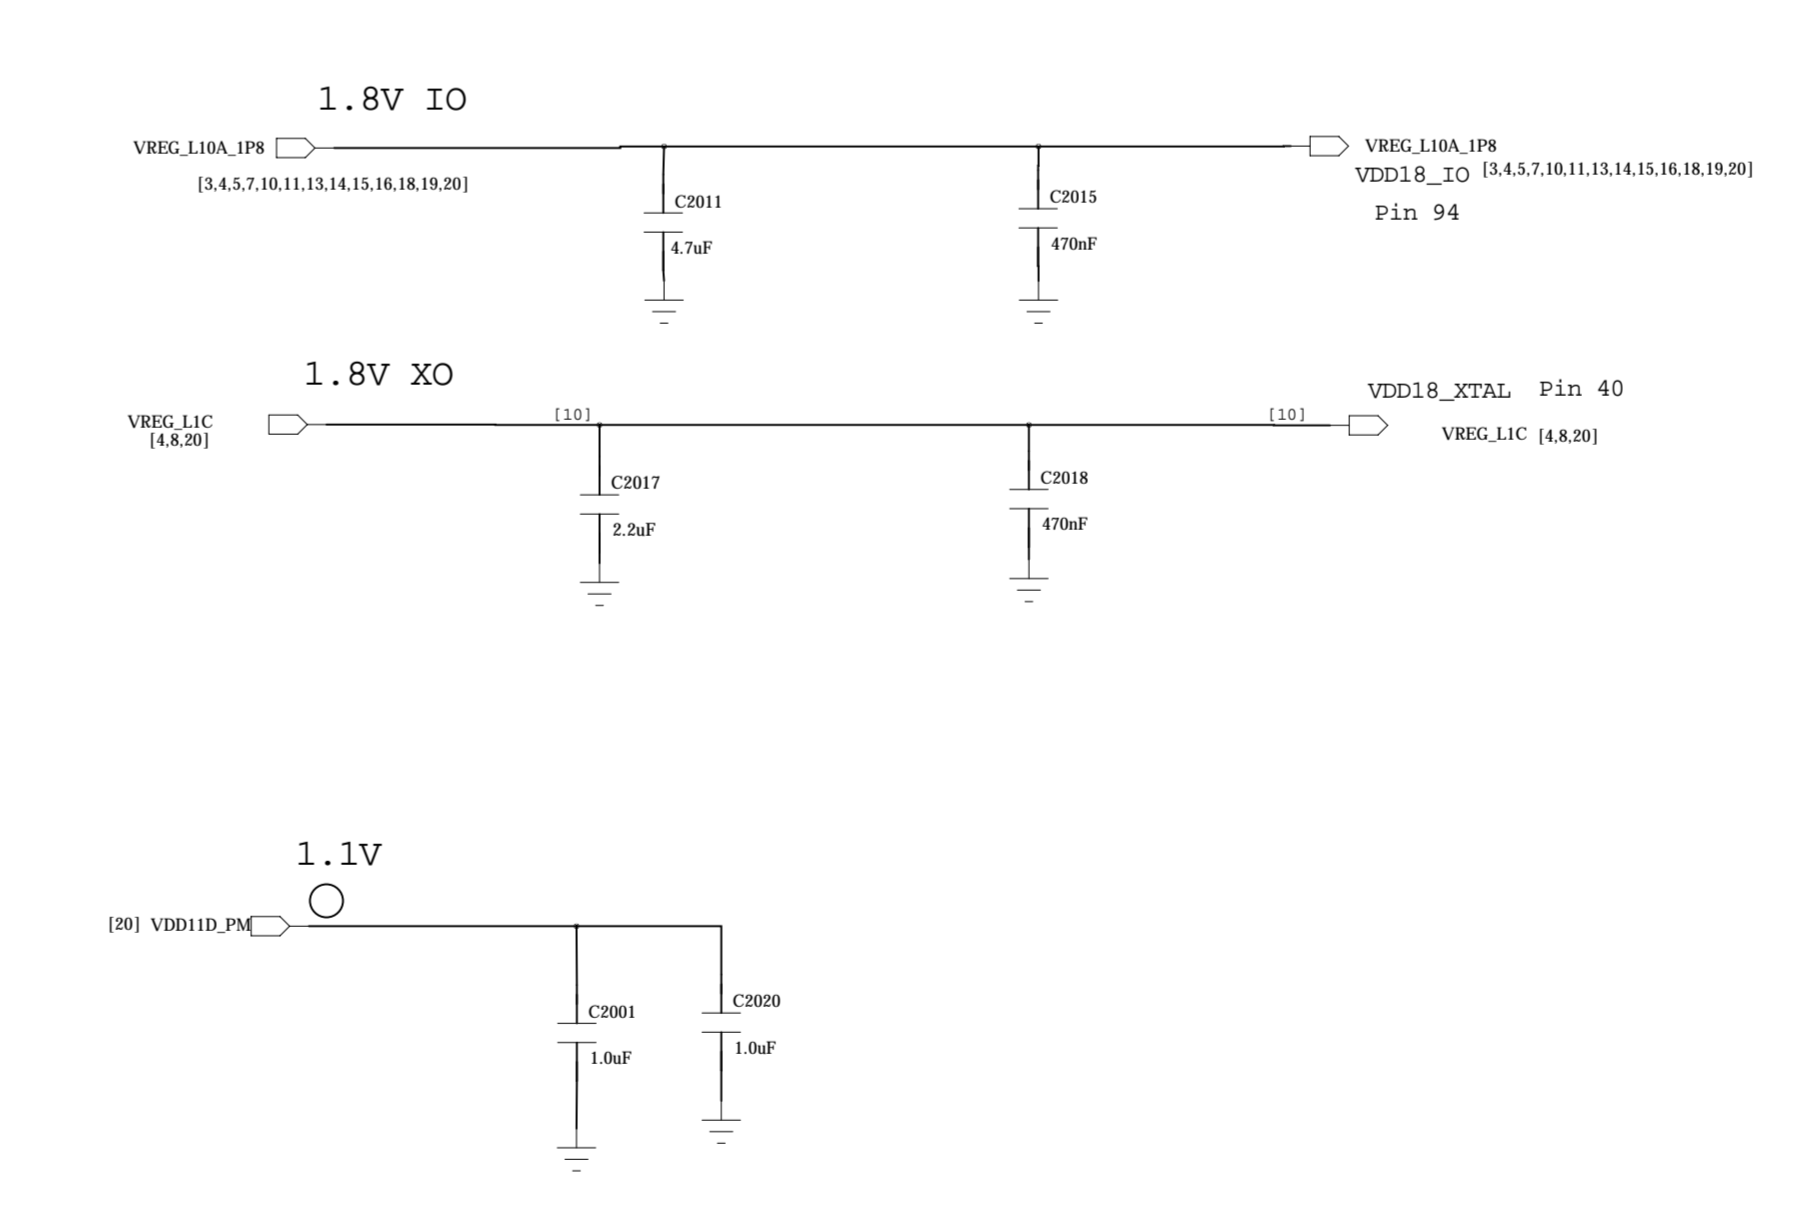 1.8V IO
VREG_L10A_1P8
[3,4,5,7,10,11,13,14,15,16,18,19,20]
VREG_L10A_1P8
VDD18_IO [3,4,5,7,10,11,13,14,15,16,18,19,20]
Pin 94
C2011
4.7uF
C2015
470nF
1.8V XO
VREG_L1C
[4,8,20]
[10]
[10]
VDD18_XTAL Pin 40
VREG_L1C [4,8,20]
C2017
2.2uF
C2018
470nF
1.1V
[20] VDD11D_PM
C2001
1.0uF
C2020
1.0uF